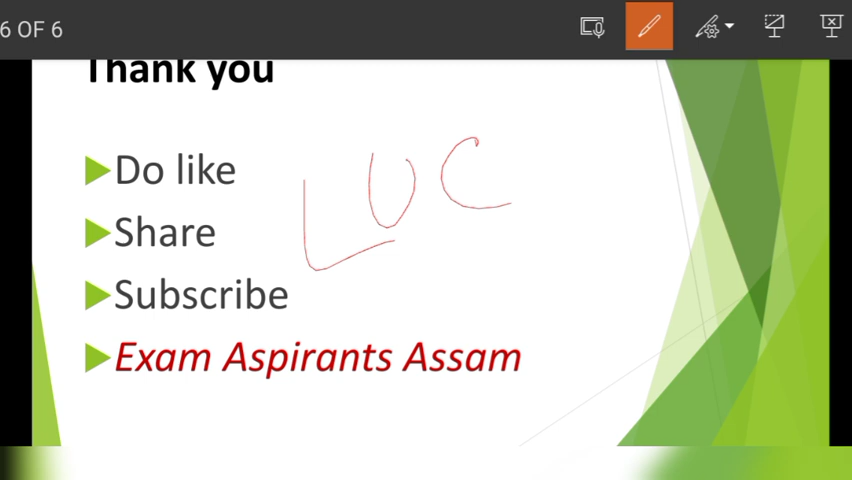 6 OF 6
Thank you
Do like
LUC
Share
Subscribe
Exam Aspirants Assam